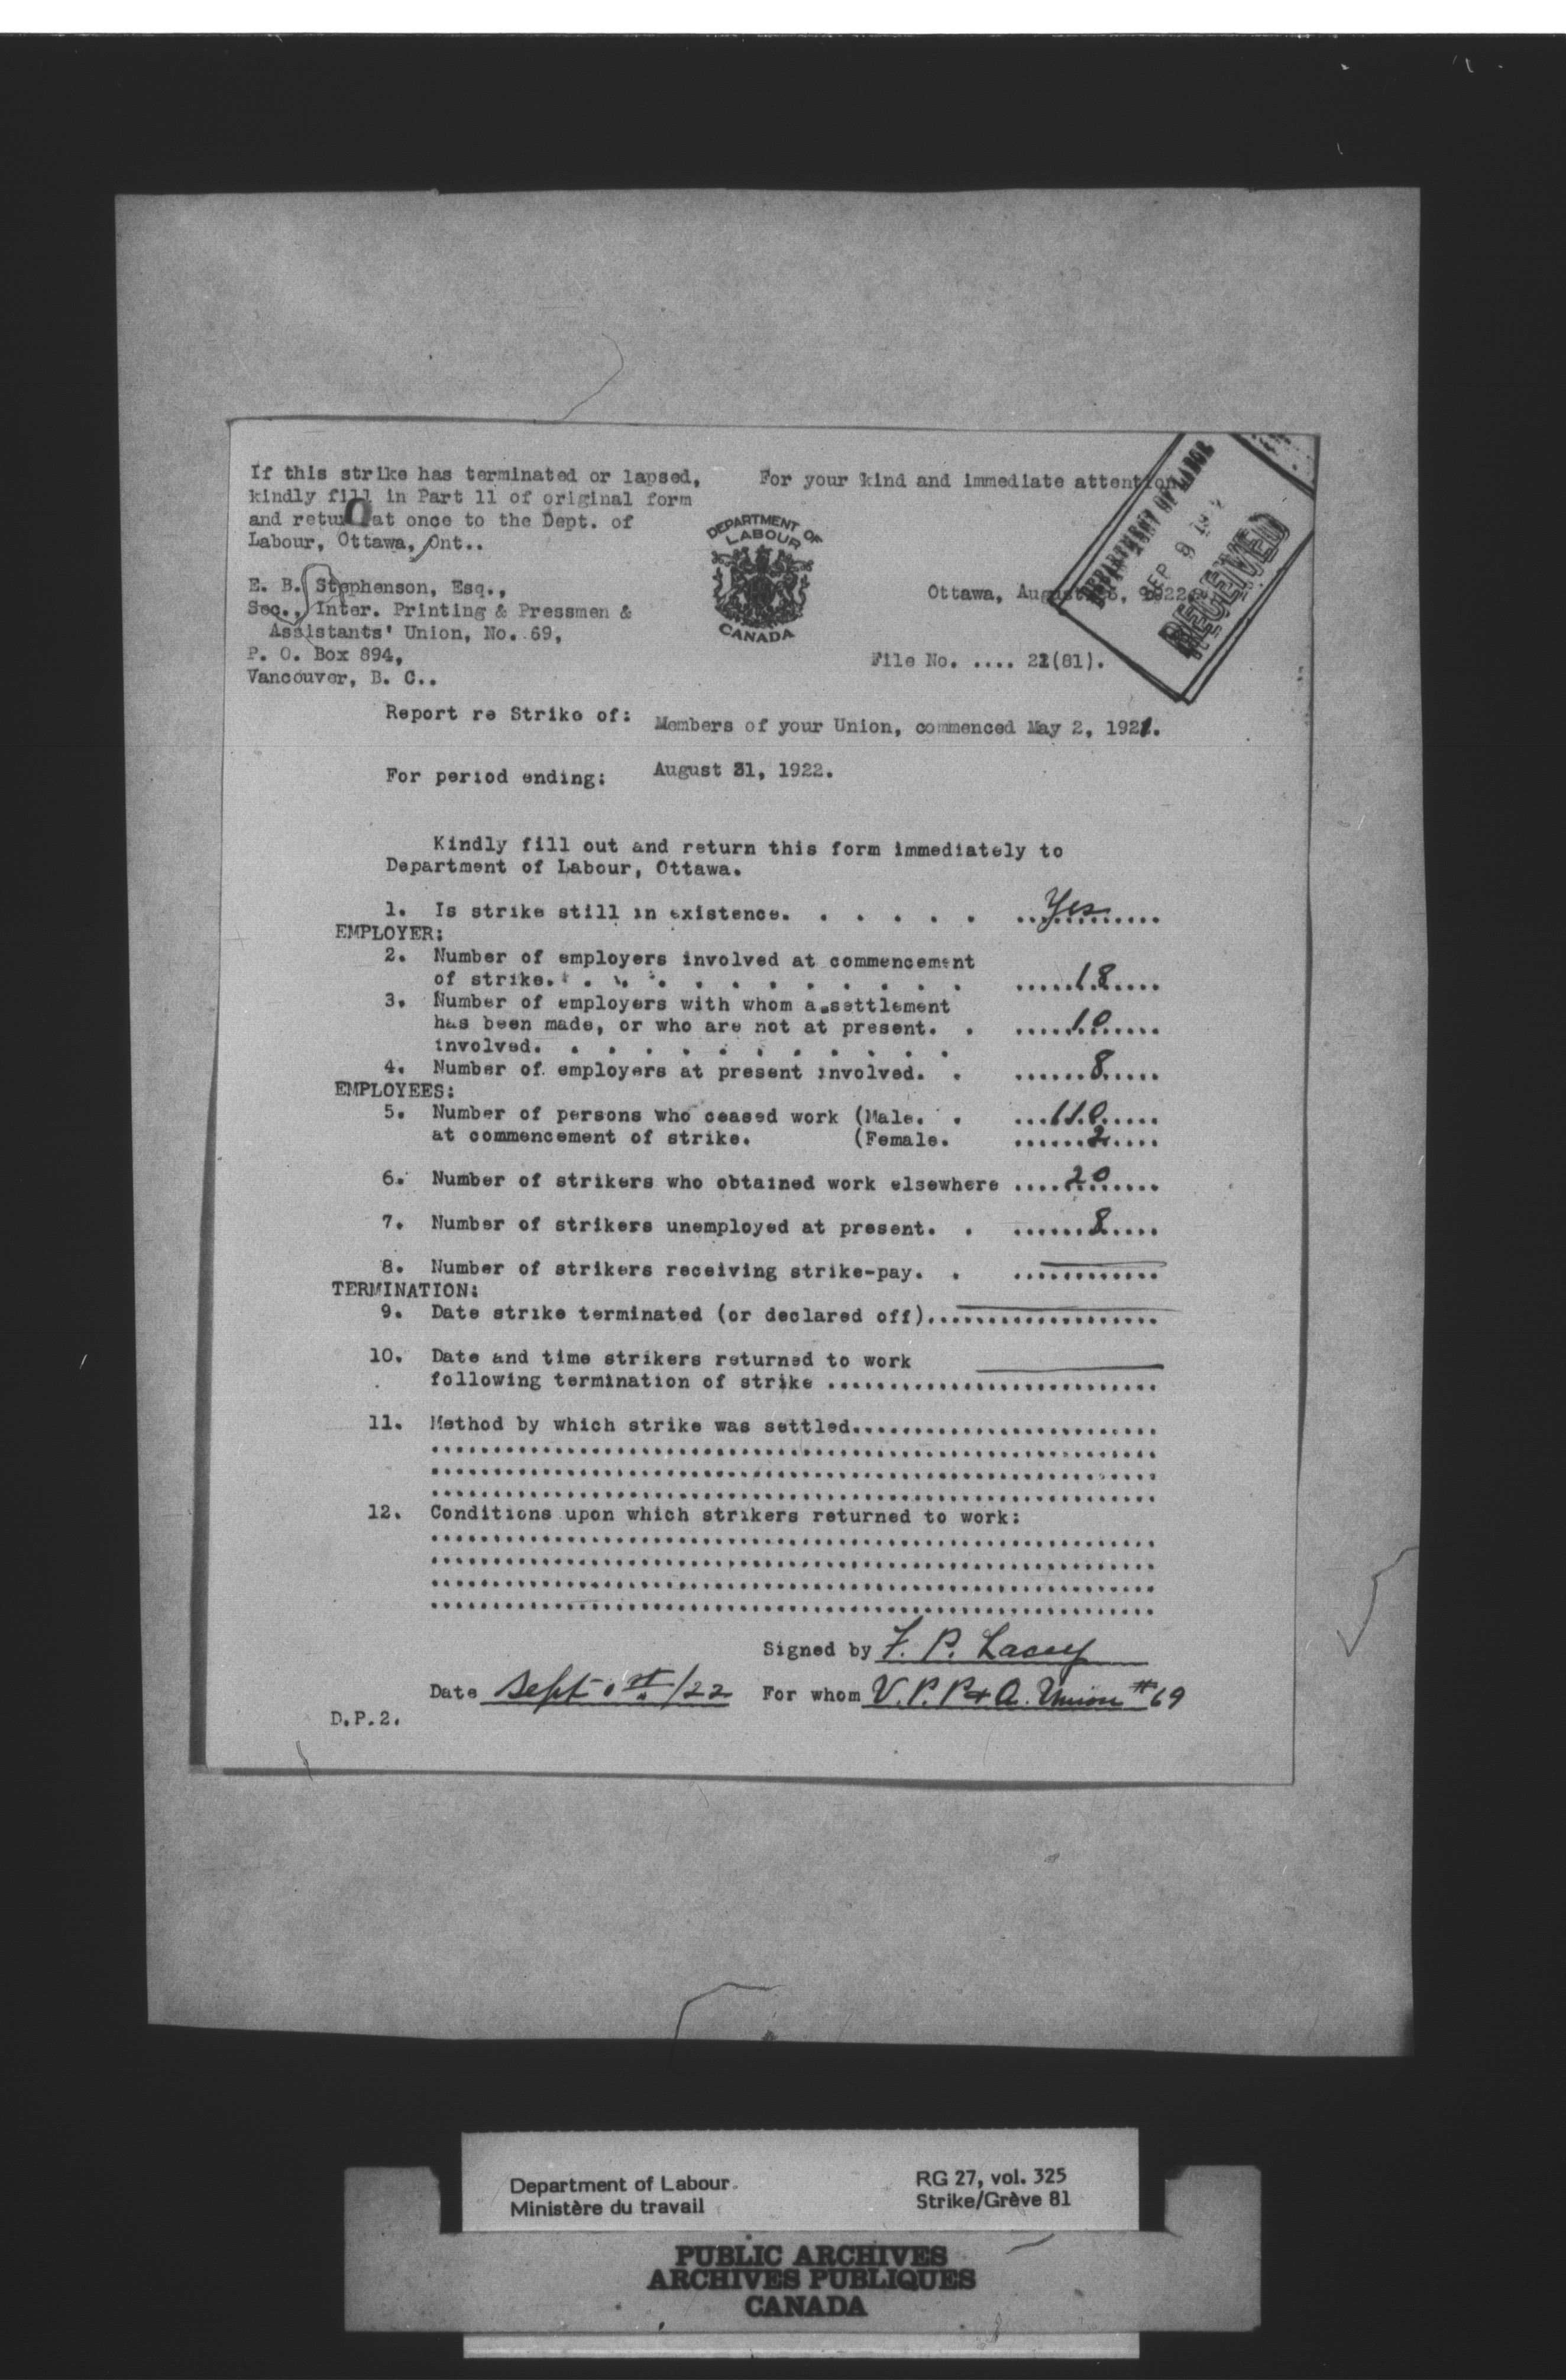 If this strike has terminated or lapsed,
kindly fill in Part 11 of original form
and return at once to the Dept. of
Labour, Ottawa, Ont..
For your kind and immediate attention.
DEPARTMENT OF
LABOUR
CANADA
DEPARTMENT OF LABOR
SEP 9
RECEIVED
E. B. Stephenson, Esq.,
Sec., Inter. Printing & Pressmen &
Assistants' Union, No. 69,
P. O. Box 894,
Vancouver, B. C..
Ottawa, August 1922
File No. .... 21(81).
Report re Strike of: Members of your Union, commenced May 2, 1921.
For period ending: August 31, 1922.
Kindly fill out and return this form immediately to
Department of Labour, Ottawa.
1. Is strike still in existence. . . . . . Yes
EMPLOYER:
2. Number of employers involved at commencement
of strike. . . . . . . . . . . . 18
3. Number of employers with whom a settlement
has been made, or who are not at present. . 10
involved. . . . . . . . . . . .
4. Number of employers at present involved. . 8
EMPLOYEES:
5. Number of persons who ceased work (Male. . 110
at commencement of strike. (Female. 2
6. Number of strikers who obtained work elsewhere 20
7. Number of strikers unemployed at present. . 8
8. Number of strikers receiving strike-pay. .
TERMINATION:
9. Date strike terminated (or declared off)
10. Date and time strikers returned to work
following termination of strike
11. Method by which strike was settled
12. Conditions upon which strikers returned to work:
Signed by F. P. Lacey
Date Sept 1st/22 For whom V. P. P & A. Union #69
D.P.2.
Department of Labour
Ministère du travail
RG 27, vol. 325
Strike/Grève 81
PUBLIC ARCHIVES
ARCHIVES PUBLIQUES
CANADA